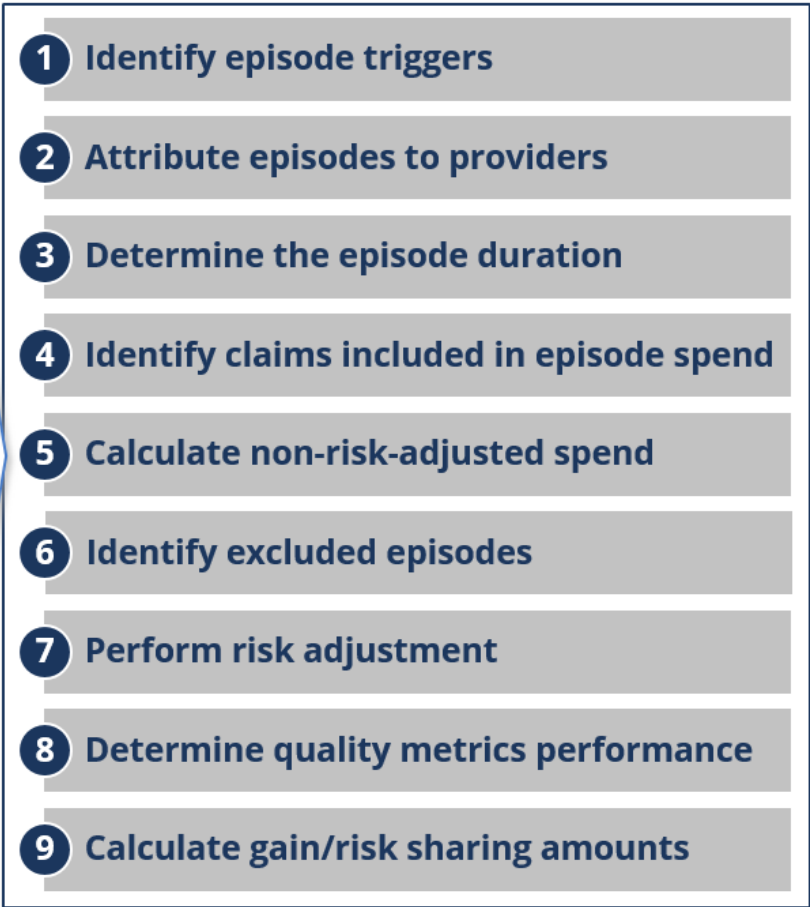 1 Identify episode triggers
2 Attribute episodes to providers
3 Determine the episode duration
4 Identify claims included in episode spend
5 Calculate non-risk-adjusted spend
6 Identify excluded episodes
7 Perform risk adjustment
8 Determine quality metrics performance
9 Calculate gain/risk sharing amounts